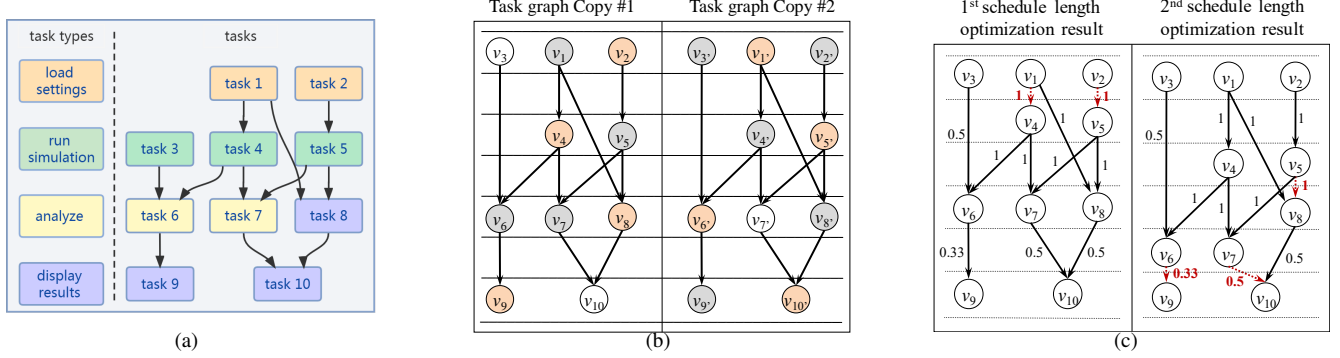 task types
tasks
load
settings
task 1
task 2
run
simulation
task 3
task 4
task 5
analyze
task 6
task 7
task 8
display
results
task 9
task 10
(a)
Task graph Copy #1
Task graph Copy #2
v3
v1
v2
v3'
v1'
v2'
v4
v5
v4'
v5'
v6
v7
v8
v6'
v7'
v8'
v9
v10
v9'
v10'
(b)
1st schedule length
optimization result
2nd schedule length
optimization result
v3
v1
v2
1
1
v4
v5
0.5
1
1
1
1
v6
v7
v8
0.33
0.5
0.5
v9
v10
v3
v1
v2
0.5
1
1
1
v4
v5
1
1
1
1
v8
v6
v7
0.33
0.5
0.5
v9
v10
(c)